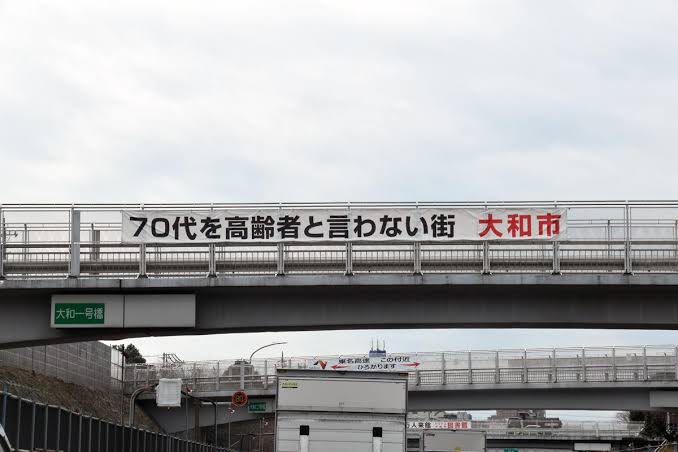 70代を高齢者と言わない街 大和市
大和一号橋
東名高速 この付近
ひろがります